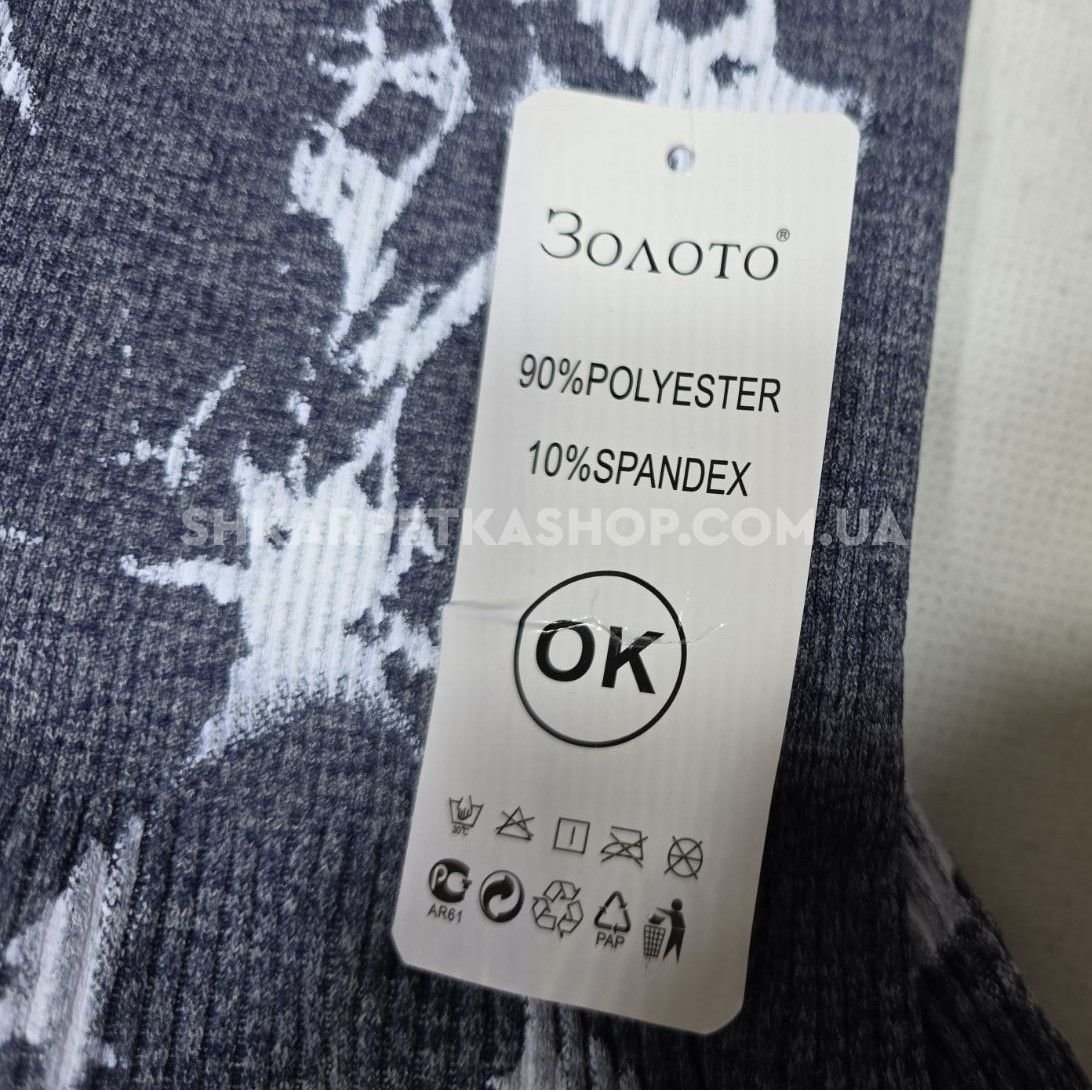 Золото®
90%POLYESTER
10%SPANDEX
SHKARPETKASHOP.COM.UA
OK
30°C
AR61
PAP